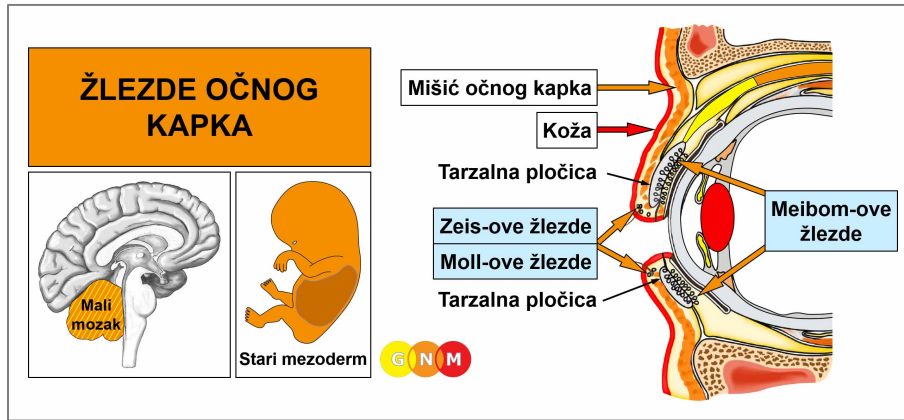 ŽLEZDE OČNOG
KAPKA
Mali
mozak
Stari mezoderm
G N M
Mišić očnog kapka
Koža
Tarzalna pločica
Zeis-ove žlezde
Moll-ove žlezde
Tarzalna pločica
Meibom-ove
žlezde